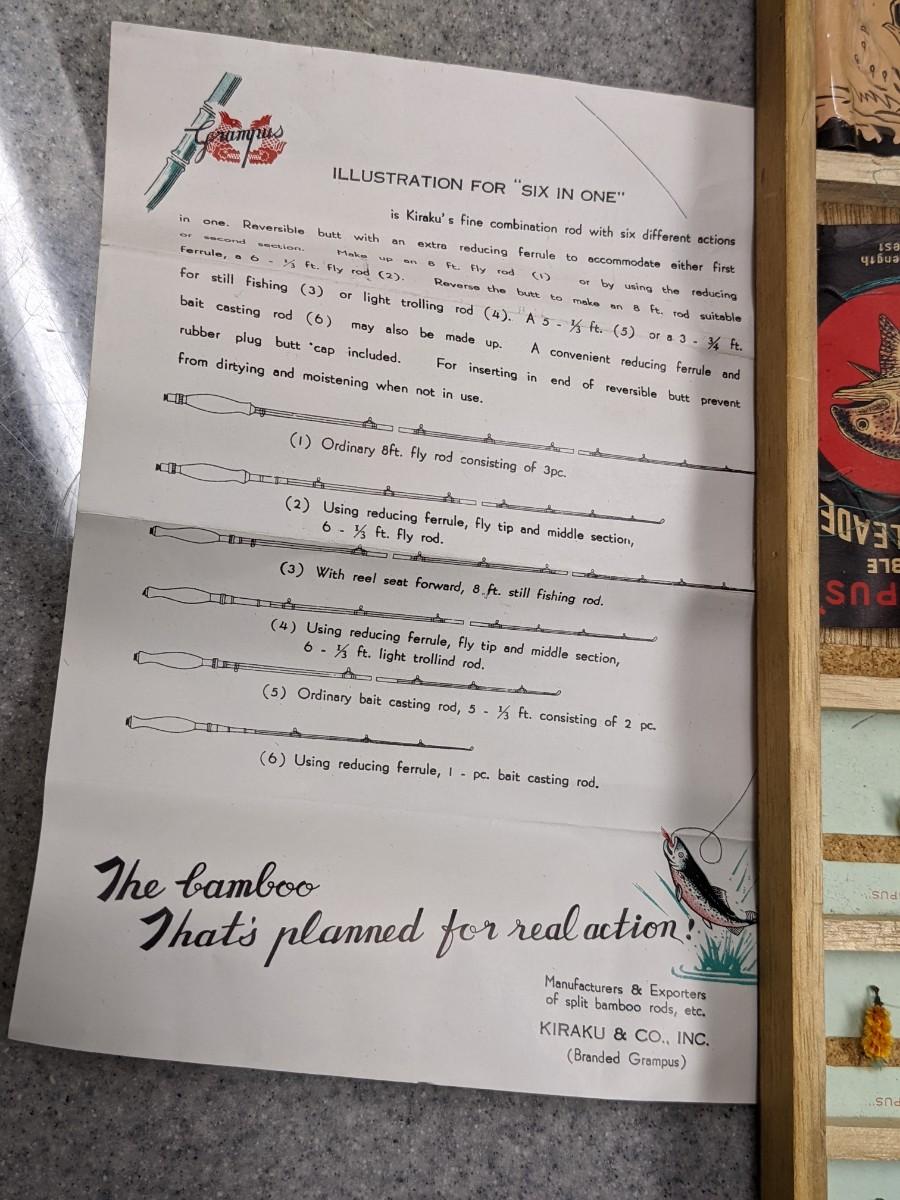 Grampus
ILLUSTRATION FOR "SIX IN ONE"
is Kiraku's fine combination rod with six different actions
in one. Reversible butt with an extra reducing ferrule to accommodate either first
or second section. Make up an 8 ft. fly rod (1) or by using the reducing
ferrule, a 6 - ⅓ ft. fly rod (2). Reverse the butt to make an 8 ft. rod suitable
for still fishing (3) or light trolling rod (4). A 5 - ⅓ ft. (5) or a 3 - ¾ ft.
bait casting rod (6) may also be made up. A convenient reducing ferrule and
rubber plug butt cap included. For inserting in end of reversible butt prevent
from dirtying and moistening when not in use.
(1) Ordinary 8ft. fly rod consisting of 3pc.
(2) Using reducing ferrule, fly tip and middle section,
6 - ⅓ ft. fly rod.
(3) With reel seat forward, 8 ft. still fishing rod.
(4) Using reducing ferrule, fly tip and middle section,
6 - ⅓ ft. light trollind rod.
(5) Ordinary bait casting rod, 5 - ⅓ ft. consisting of 2 pc.
(6) Using reducing ferrule, 1 - pc. bait casting rod.
The bamboo
That's planned for real action!
Manufacturers & Exporters
of split bamboo rods, etc.
KIRAKU & CO., INC.
(Branded Grampus)
PUS"
BLE
LEADE
PUS"
PUS"